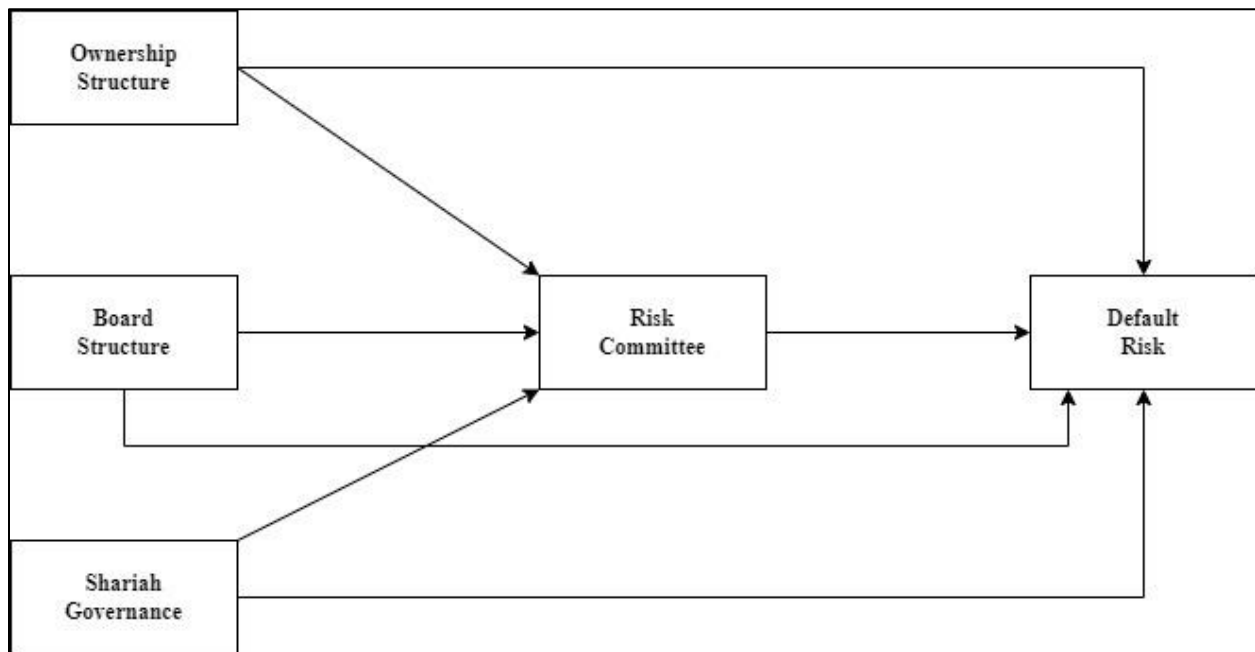 Ownership
Structure
Board
Structure
Risk
Committee
Default
Risk
Shariah
Governance